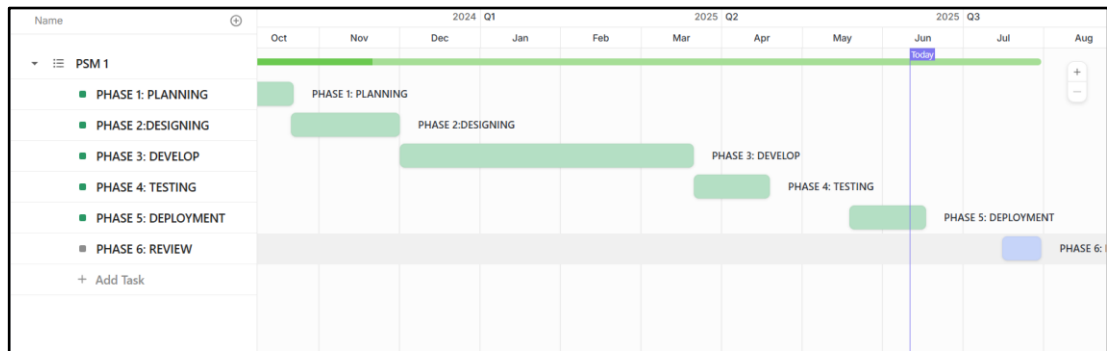 Name
2024 Q1 2025 Q2 2025 Q3
Oct Nov Dec Jan Feb Mar Apr May Jun Jul Aug
Today
PSM 1
PHASE 1: PLANNING PHASE 1: PLANNING
PHASE 2:DESIGNING PHASE 2:DESIGNING
PHASE 3: DEVELOP PHASE 3: DEVELOP
PHASE 4: TESTING PHASE 4: TESTING
PHASE 5: DEPLOYMENT PHASE 5: DEPLOYMENT
PHASE 6: REVIEW PHASE 6:
+ Add Task